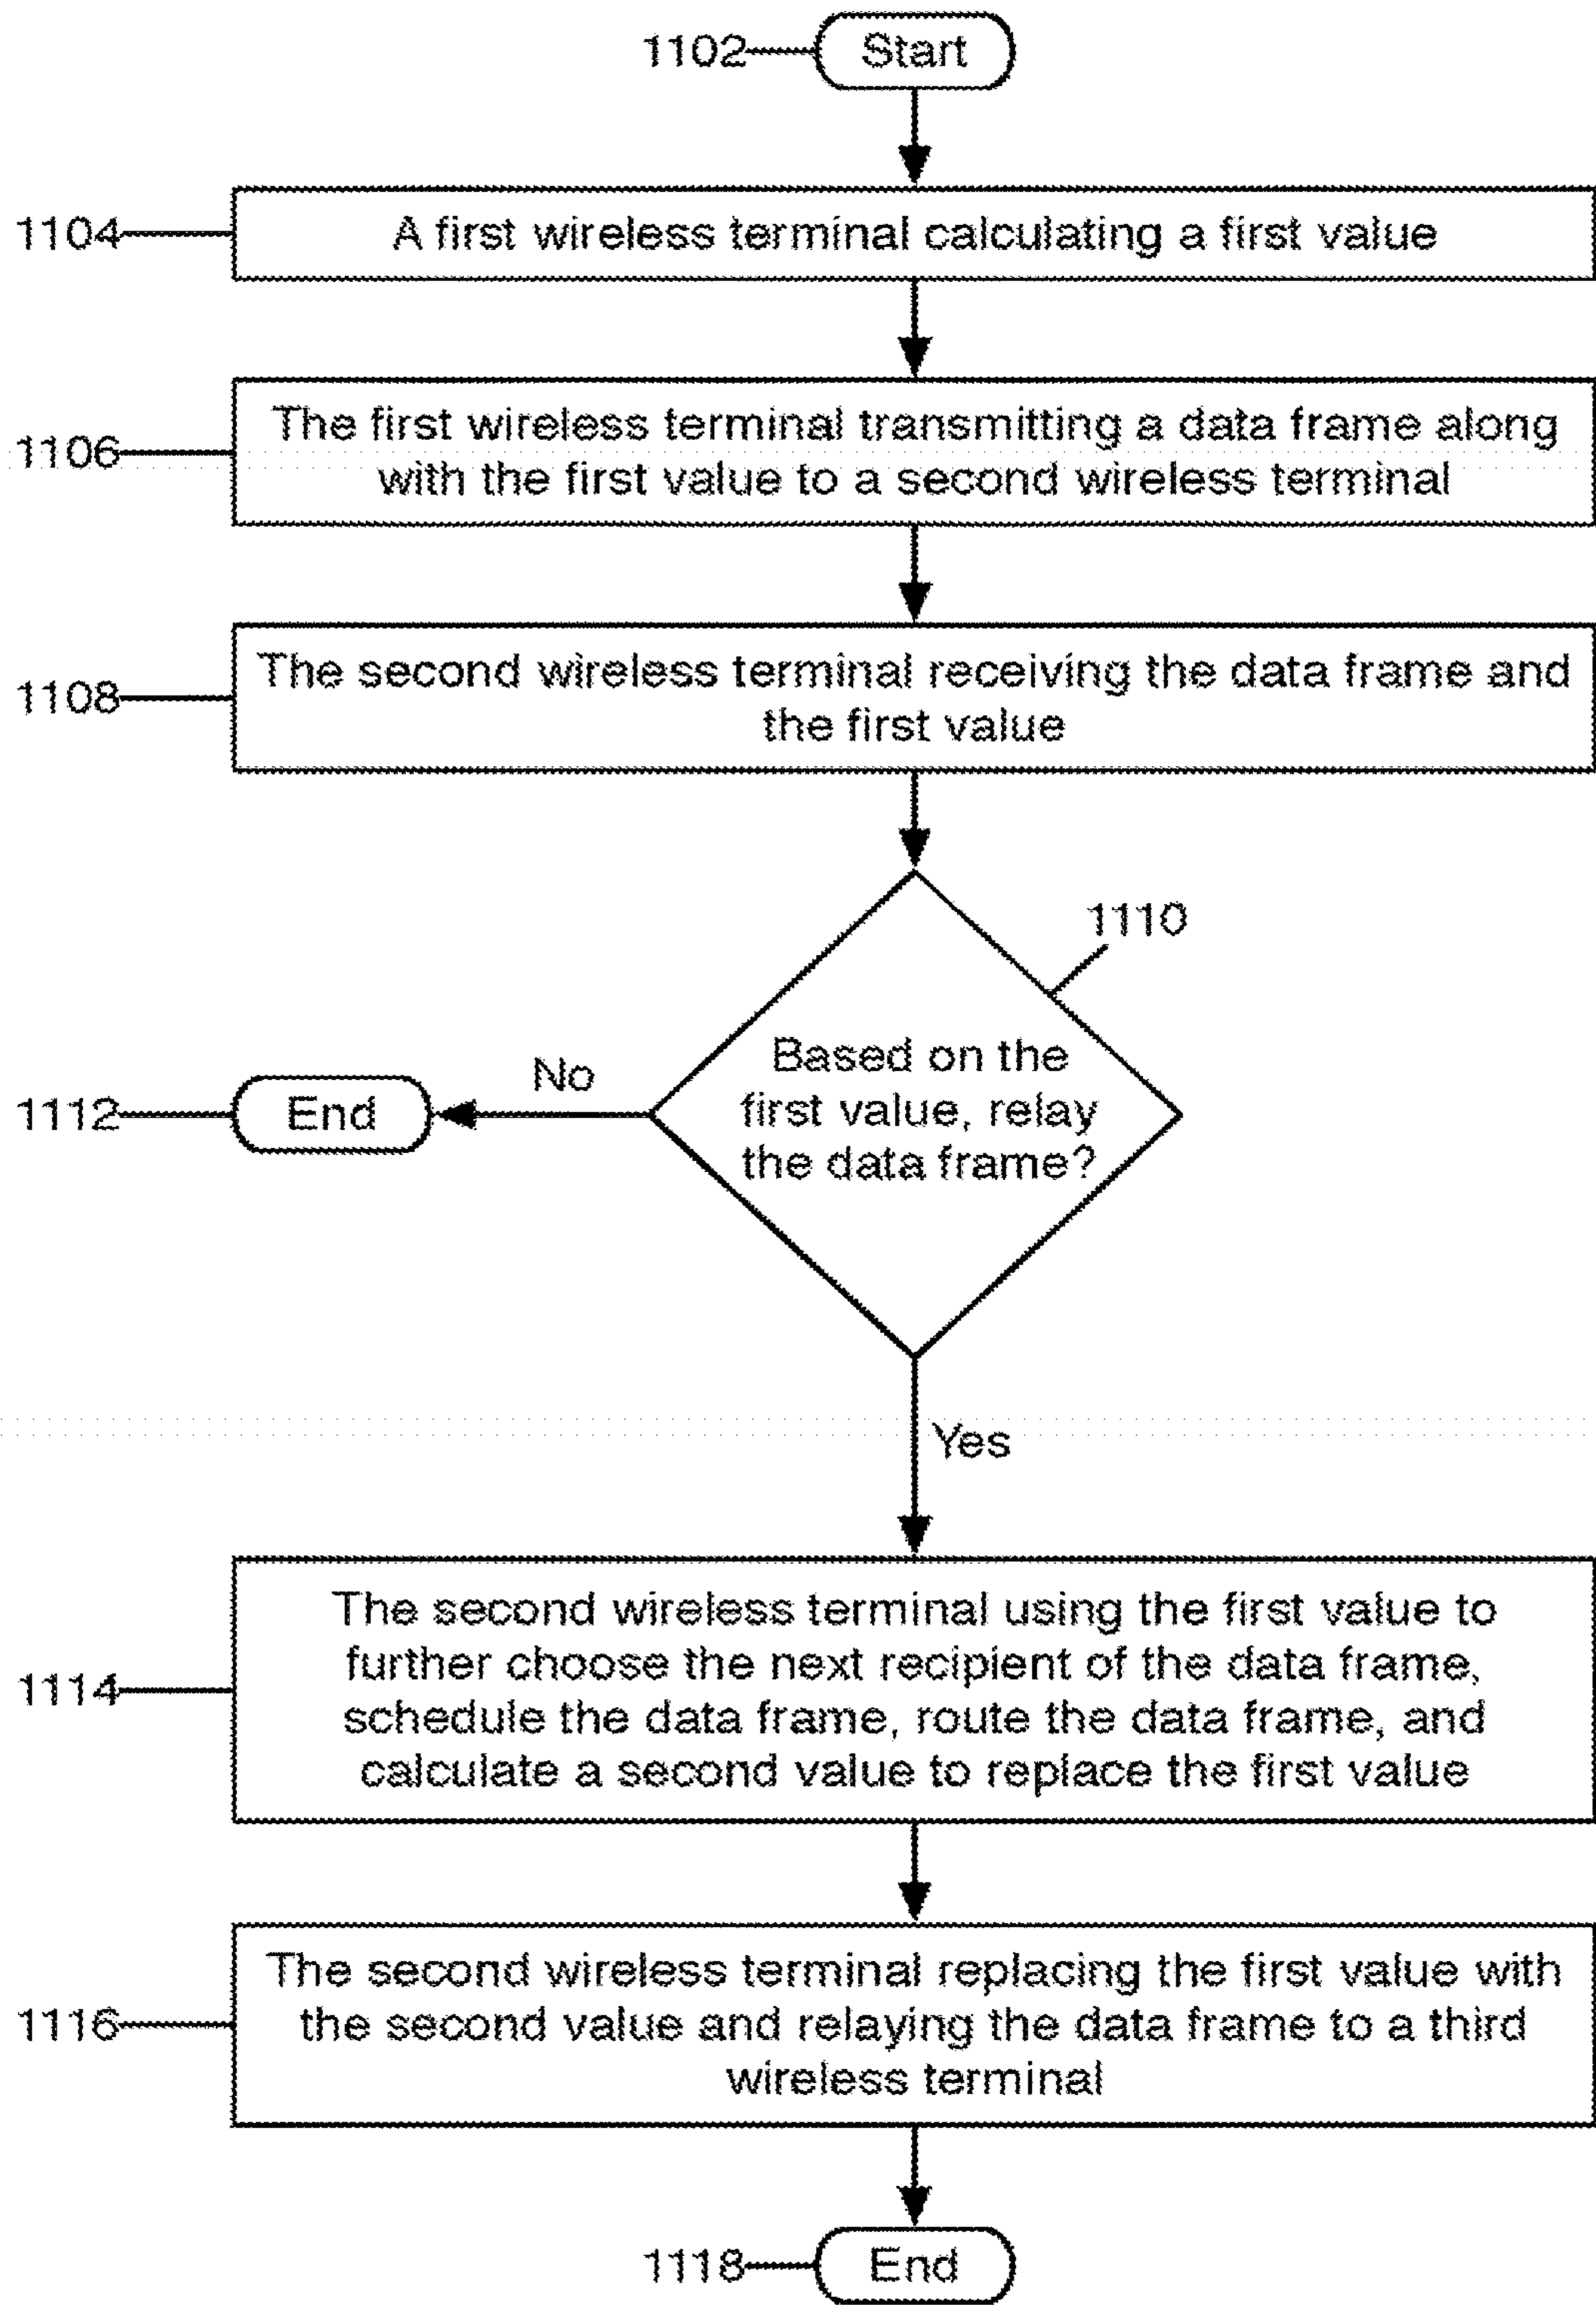 1102
Start
1104
A first wireless terminal calculating a first value
1106
The first wireless terminal transmitting a data frame along
with the first value to a second wireless terminal
1108
The second wireless terminal receiving the data frame and
the first value
1110
Based on the
first value, relay
the data frame?
No
1112
End
Yes
1114
The second wireless terminal using the first value to
further choose the next recipient of the data frame,
schedule the data frame, route the data frame, and
calculate a second value to replace the first value
1116
The second wireless terminal replacing the first value with
the second value and relaying the data frame to a third
wireless terminal
1118
End